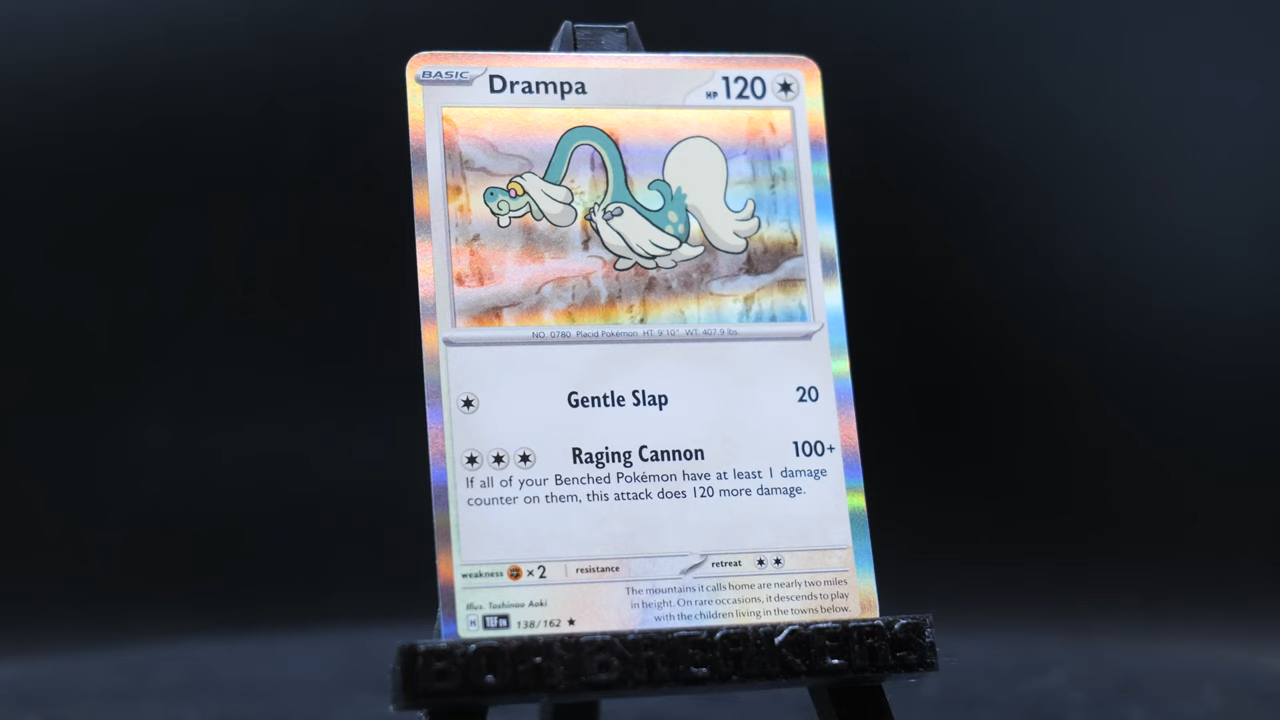 BASIC Drampa HP 120
NO. 0780 Placid Pokémon HT: 9'10" WT: 407.9 lbs.
Gentle Slap 20
Raging Cannon 100+
If all of your Benched Pokémon have at least 1 damage
counter on them, this attack does 120 more damage.
weakness ×2 resistance retreat
The mountains it calls home are nearly two miles
in height. On rare occasions, it descends to play
with the children living in the towns below.
Illus. Toshinao Aoki
H TEF EN 138/162